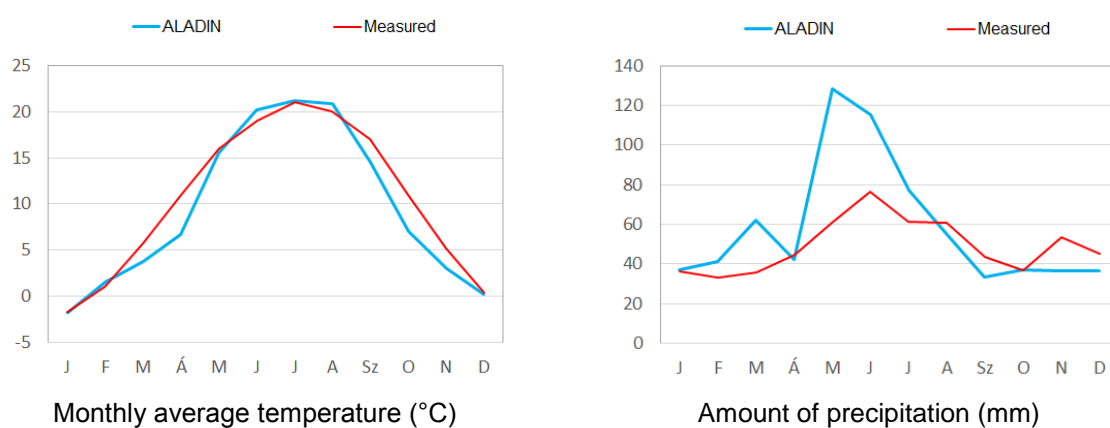 ALADIN Measured
25
20
15
10
5
0
-5
J F M Á M J J A Sz O N D
Monthly average temperature (°C)
ALADIN Measured
140
120
100
80
60
40
20
0
J F M Á M J J A Sz O N D
Amount of precipitation (mm)